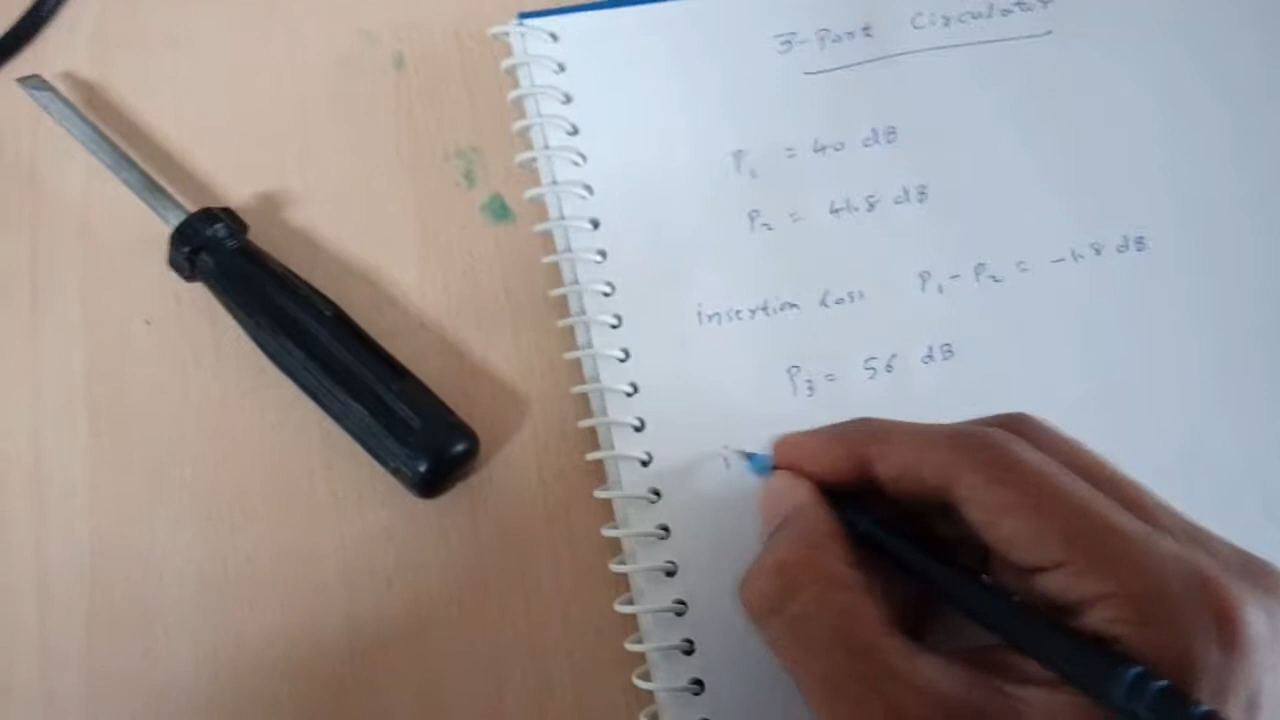 3-Port Circulator
P1 = 40 dB
P2 = 41.8 dB
insertion loss P1 - P2 = -1.8 dB
P3 = 56 dB
i